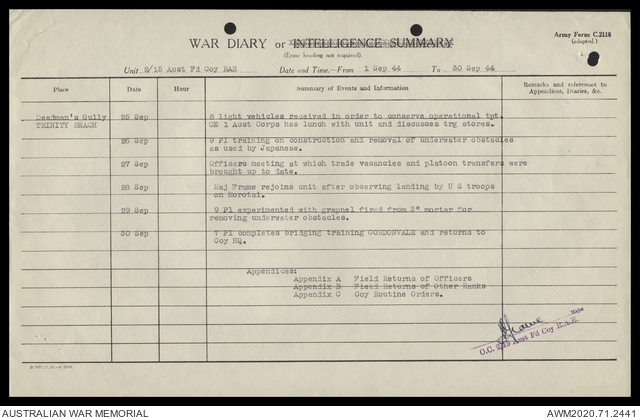 WAR DIARY or INTELLIGENCE SUMMARY
(Erase heading not required).
Army Form C.2118
(adapted.)
Unit 2/15 Aust Fd Coy RAE Date and Time—From 1 Sep 44 To 30 Sep 44
Place Date Hour Summary of Events and Information Remarks and references to
Appendices, Diaries, &c.
Deadman's Gully 25 Sep 8 light vehicles received in order to conserve operational tpt.
TRINITY BEACH CE 1 Aust Corps has lunch with unit and discusses trg stores.
26 Sep 9 Pl training on construction and removal of underwater obstacles
as used by Japanese.
27 Sep Officers meeting at which trade vacancies and platoon transfers were
brought up to date.
28 Sep Maj Frame rejoins unit after observing landing by U S troops
on Morotai.
29 Sep 9 Pl experimented with grapnel fired from 3" mortar for
removing underwater obstacles.
30 Sep 7 Pl completes bridging training GORDONVALE and returns to
Coy HQ.
Appendices:
Appendix A Field Returns of Officers
Appendix B Field Returns of Other Ranks
Appendix C Coy Routine Orders.
Frame Major
O.C. 2/15 Aust Fd Coy R.A.E.
AUSTRALIAN WAR MEMORIAL AWM2020.71.2441